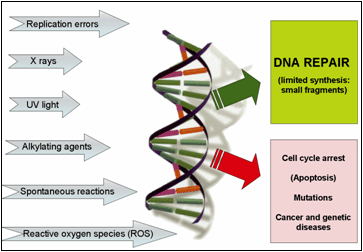 Replication errors
X rays
UV light
Alkylating agents
Spontaneous reactions
Reactive oxygen species (ROS)
DNA REPAIR
(limited synthesis:
small fragments)
Cell cycle arrest
(Apoptosis)
Mutations
Cancer and genetic
diseases